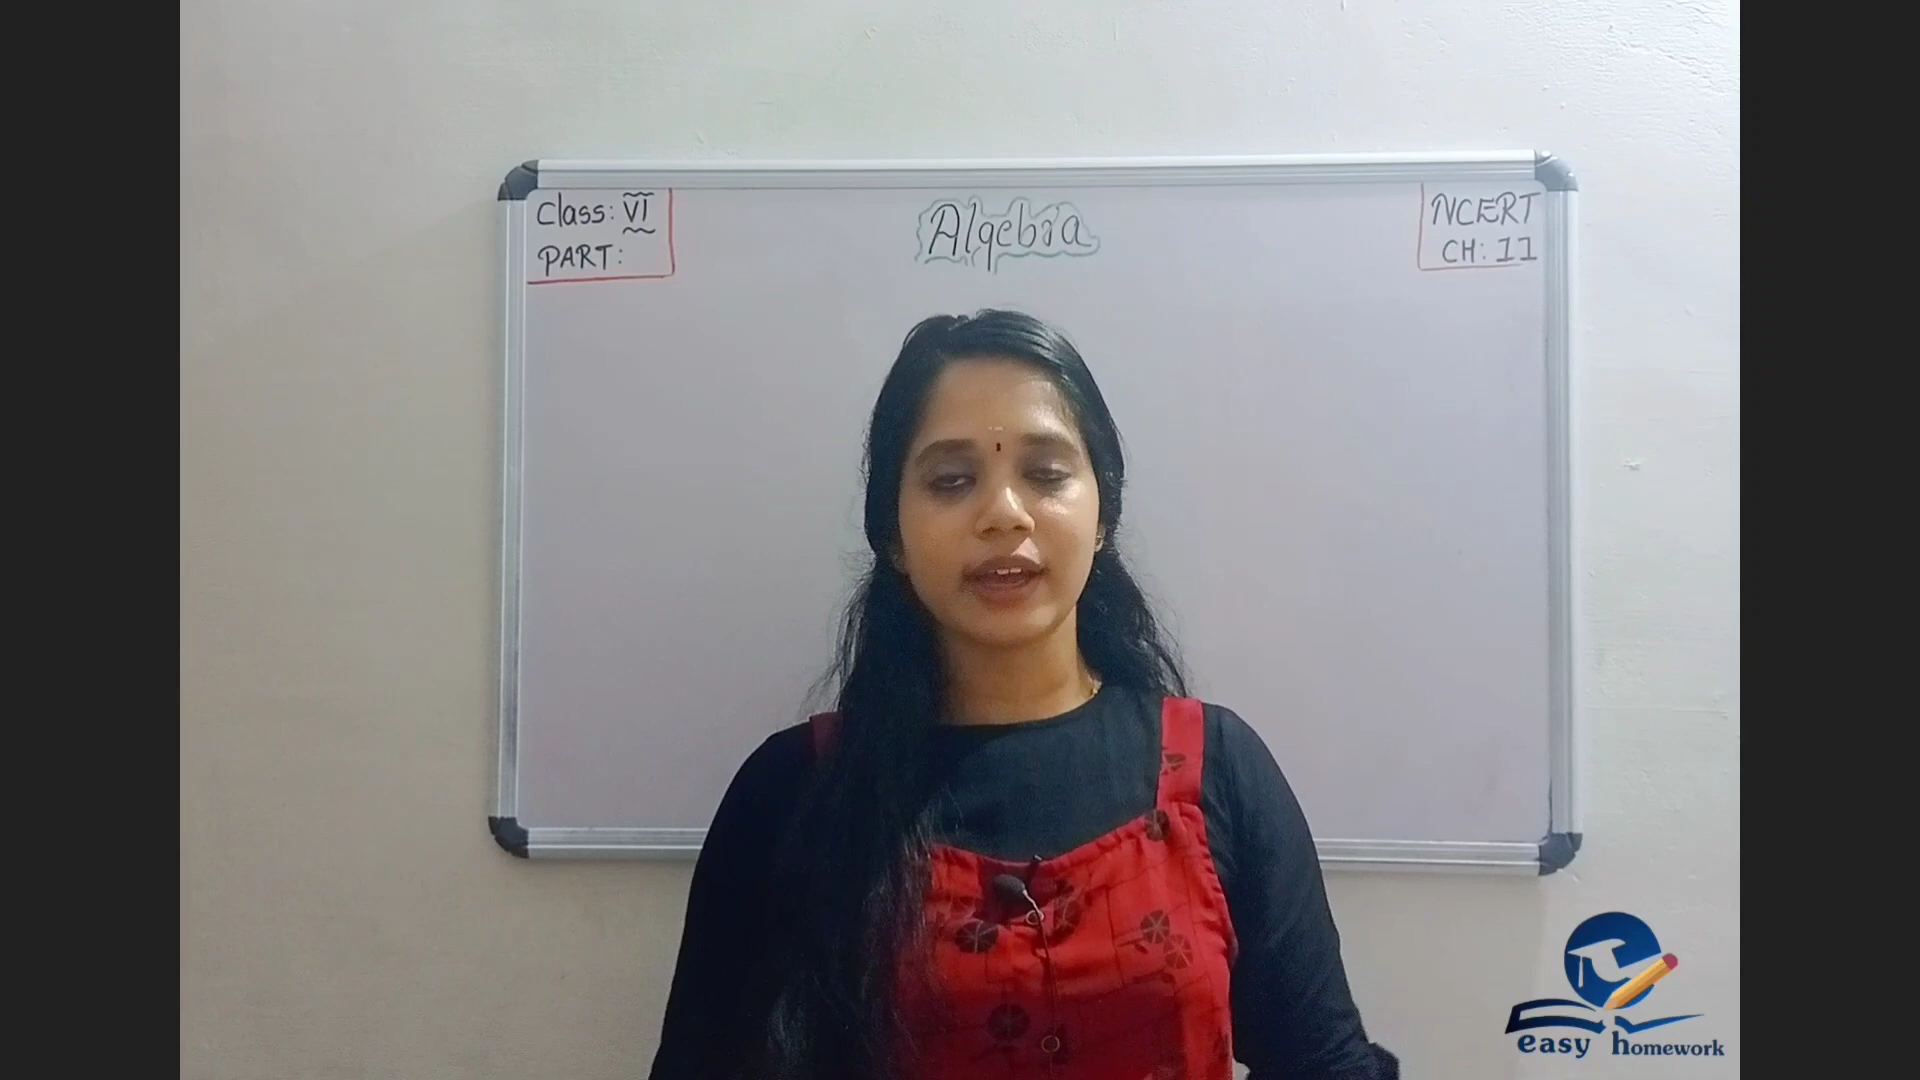 Class: VI
PART:
Algebra
NCERT
CH: 11
easy homework